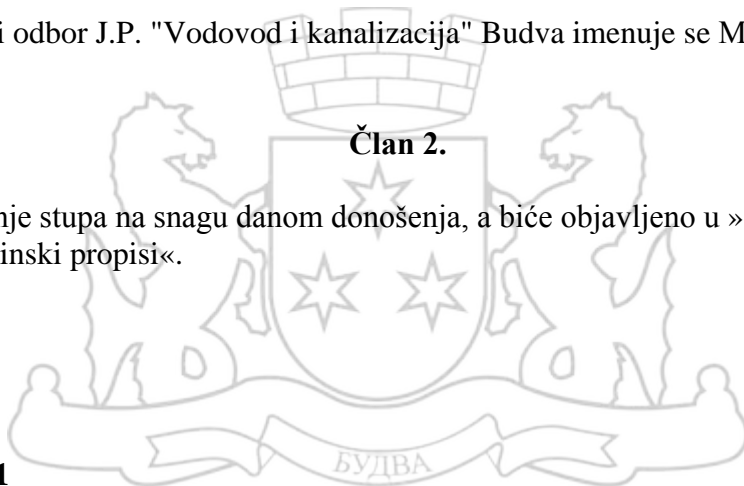 i odbor J.P. "Vodovod i kanalizacija" Budva imenuje se M
Član 2.
nje stupa na snagu danom donošenja, a biće objavljeno u »
inski propisi«.
БУДВА
1